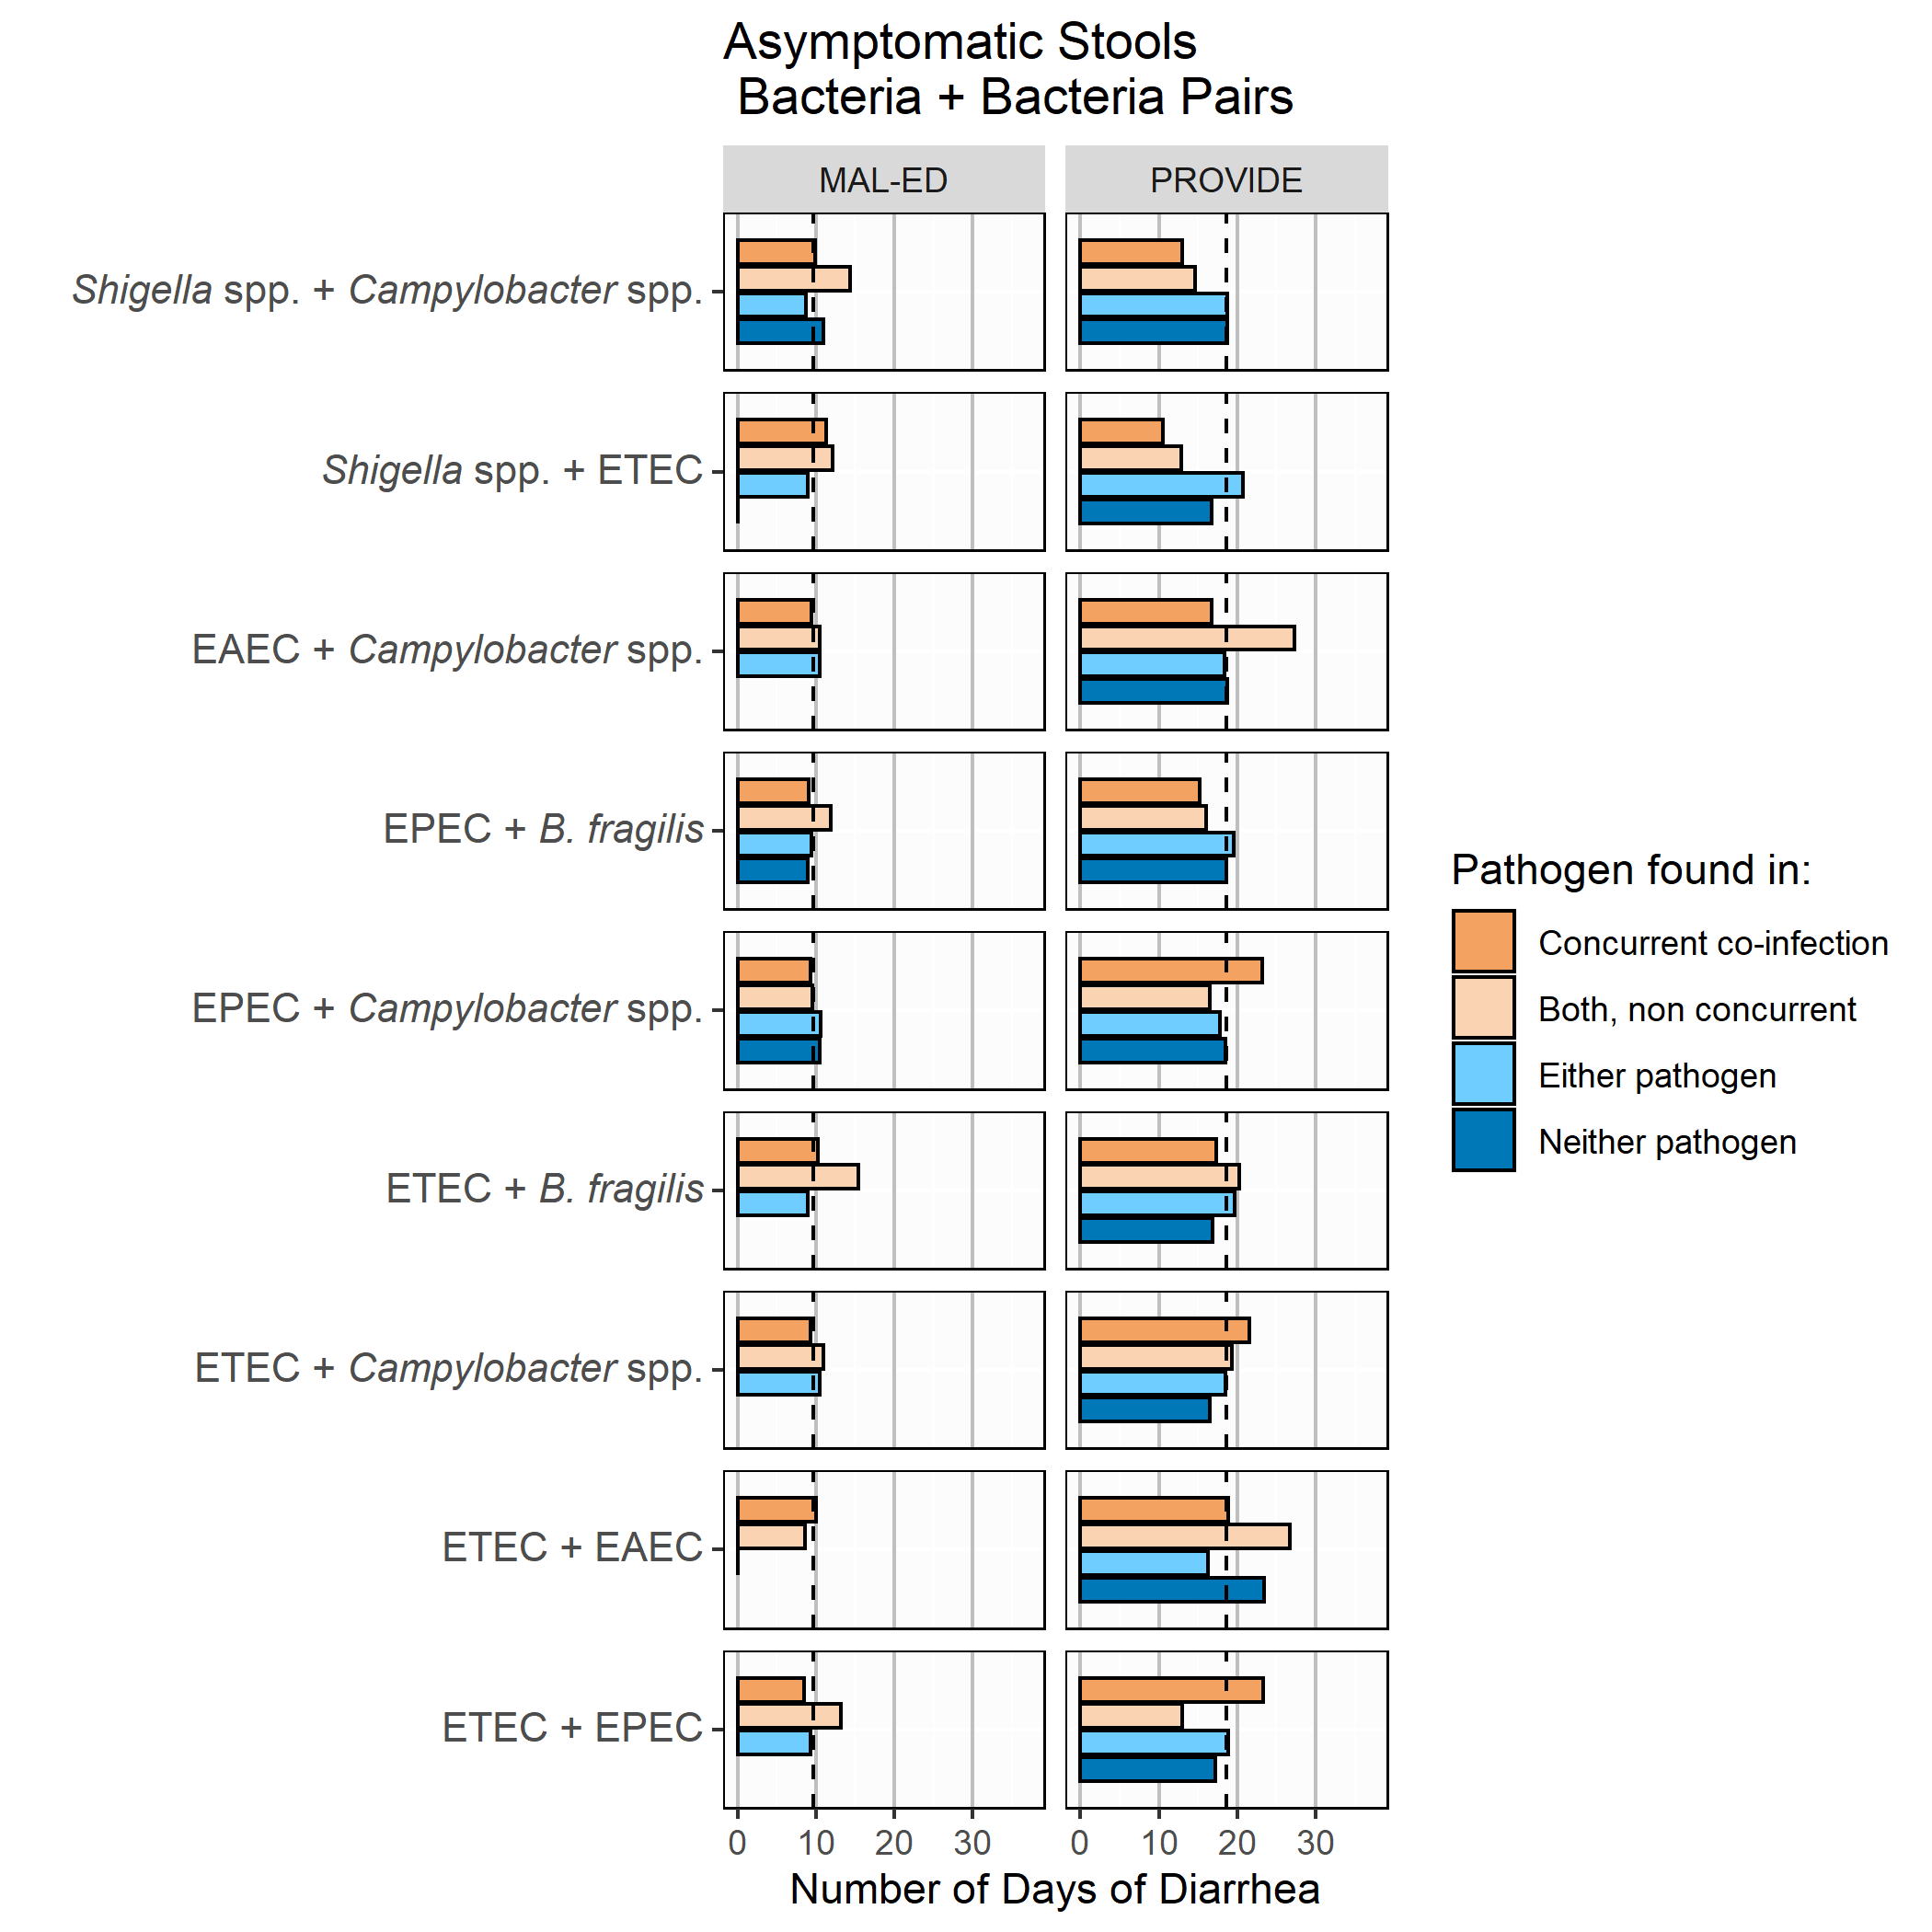 Asymptomatic Stools
Bacteria + Bacteria Pairs
MAL-ED
PROVIDE
Shigella spp. + Campylobacter spp.
Shigella spp. + ETEC
EAEC + Campylobacter spp.
EPEC + B. fragilis
EPEC + Campylobacter spp.
ETEC + B. fragilis
ETEC + Campylobacter spp.
ETEC + EAEC
ETEC + EPEC
0 10 20 30
0 10 20 30
Number of Days of Diarrhea
Pathogen found in:
Concurrent co-infection
Both, non concurrent
Either pathogen
Neither pathogen